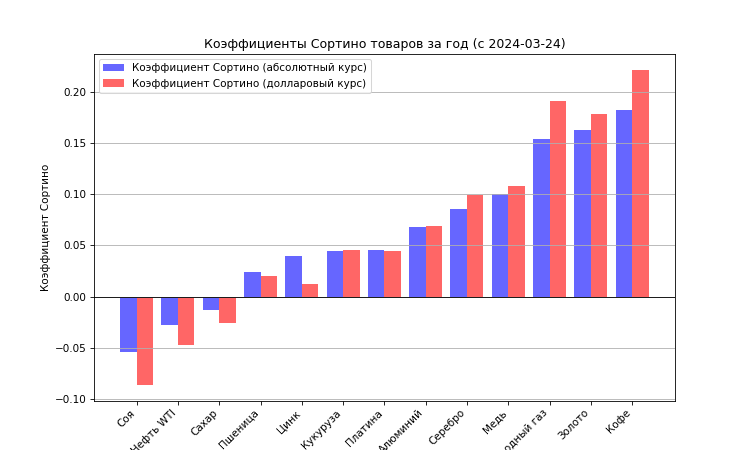 Коэффициенты Сортино товаров за год (с 2024-03-24)
Коэффициент Сортино (абсолютный курс)
Коэффициент Сортино (долларовый курс)
Коэффициент Сортино
0.20
0.15
0.10
0.05
0.00
−0.05
−0.10
Соя
Нефть WTI
Сахар
Пшеница
Цинк
Кукуруза
Платина
Алюминий
Серебро
Медь
газ
Золото
Кофе